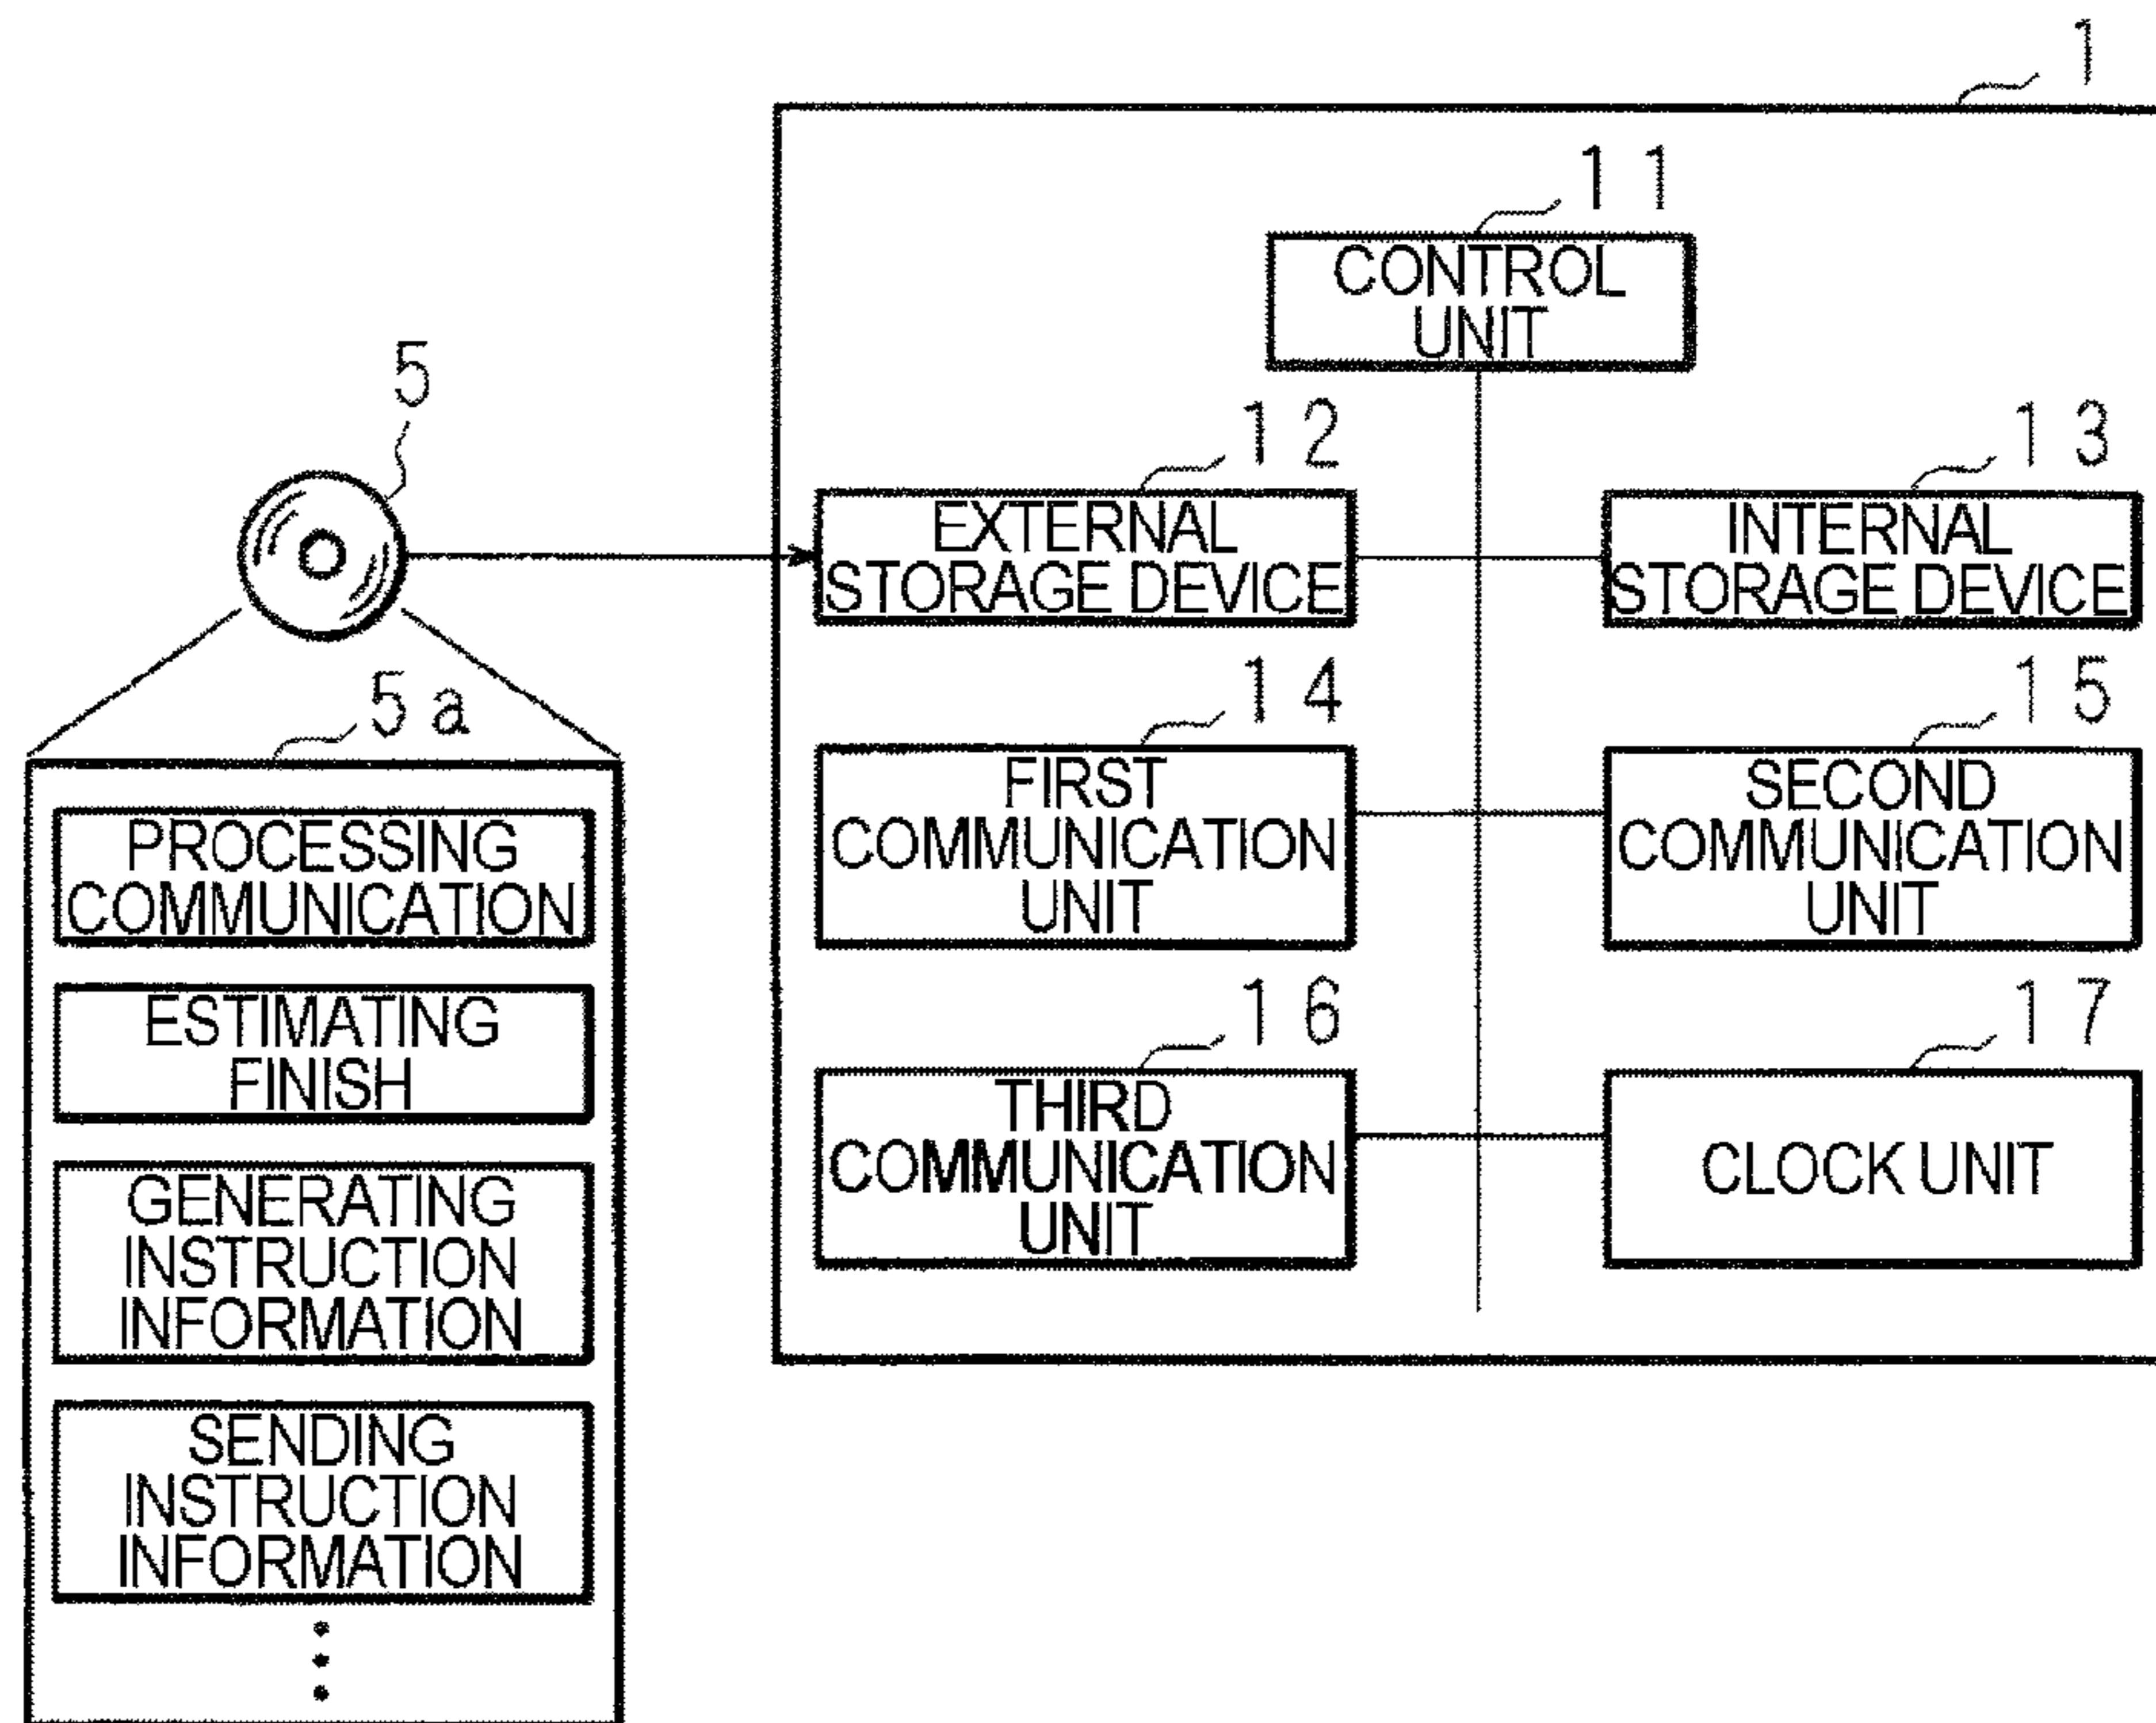 1
11
CONTROL
UNIT
5
12
EXTERNAL
STORAGE DEVICE
13
INTERNAL
STORAGE DEVICE
5a
PROCESSING
COMMUNICATION
ESTIMATING
FINISH
GENERATING
INSTRUCTION
INFORMATION
SENDING
INSTRUCTION
INFORMATION
14
FIRST
COMMUNICATION
UNIT
15
SECOND
COMMUNICATION
UNIT
16
THIRD
COMMUNICATION
UNIT
17
CLOCK UNIT